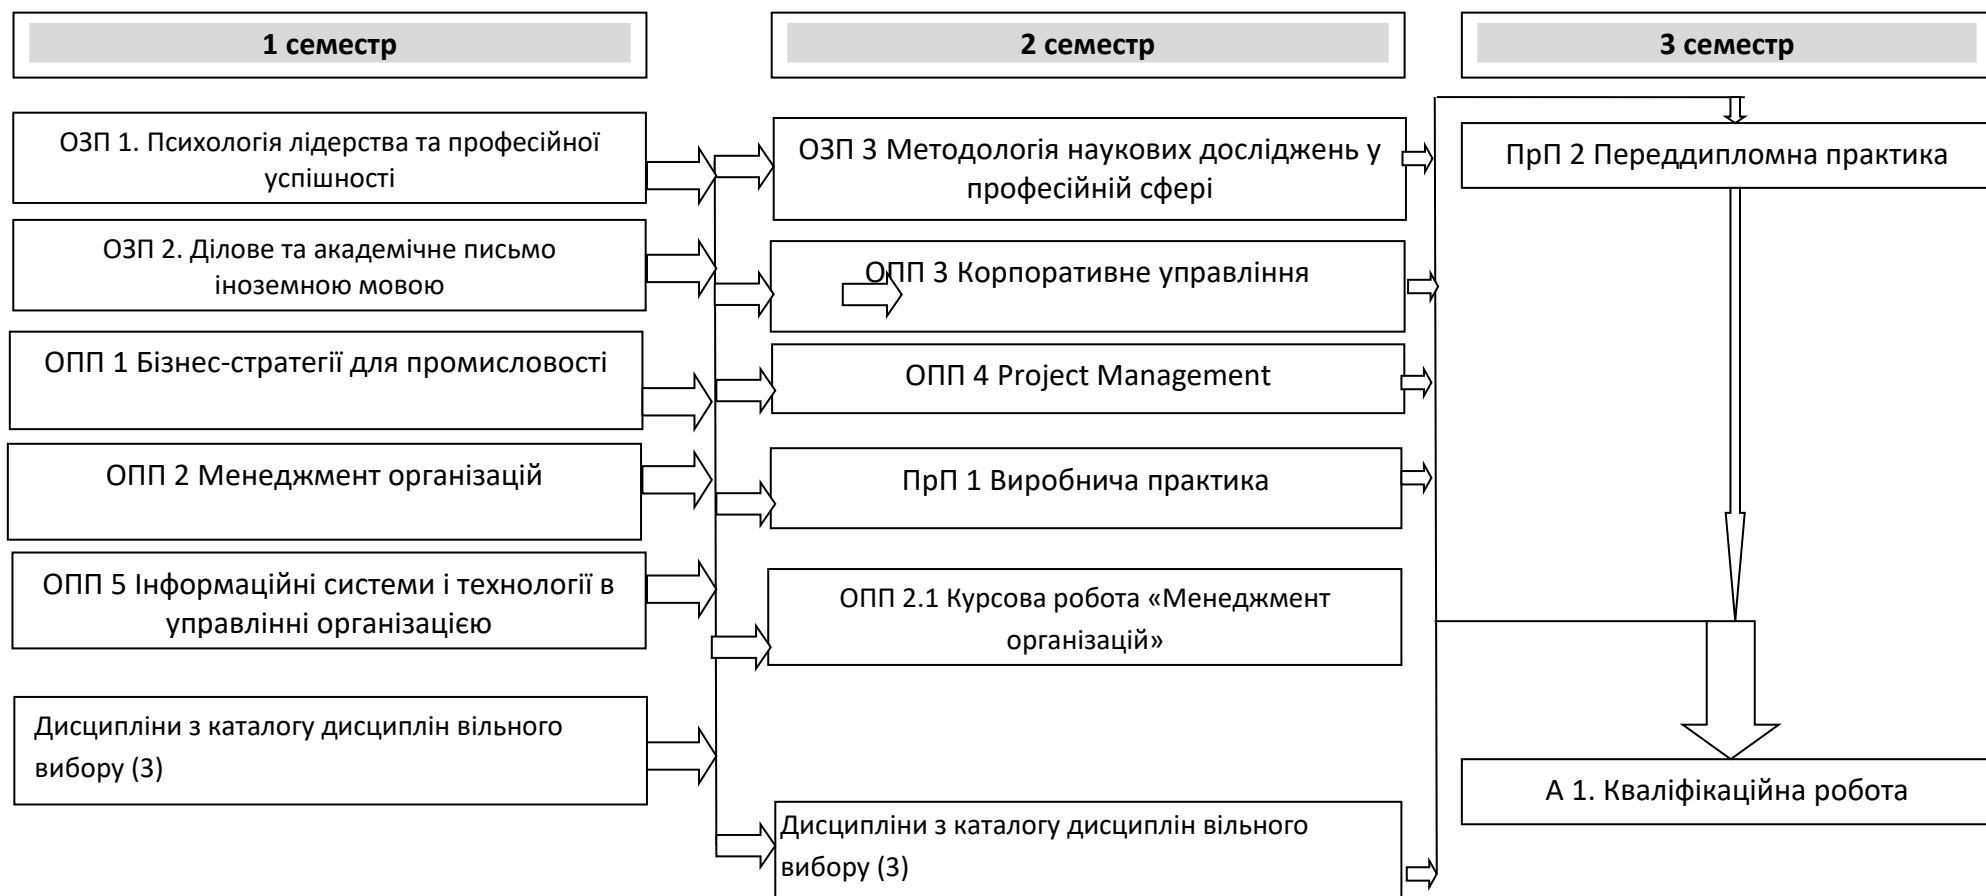 1 семестр
2 семестр
3 семестр
ОЗП 1. Психологія лідерства та професійної
успішності
ОЗП 2. Ділове та академічне письмо
іноземною мовою
ОПП 1 Бізнес-стратегії для промисловості
ОПП 2 Менеджмент організацій
ОПП 5 Інформаційні системи і технології в
управлінні організацією
Дисципліни з каталогу дисциплін вільного
вибору (3)
ОЗП 3 Методологія наукових досліджень у
професійній сфері
ОПП 3 Корпоративне управління
ОПП 4 Project Management
ПрП 1 Виробнича практика
ОПП 2.1 Курсова робота «Менеджмент
організацій»
Дисципліни з каталогу дисциплін вільного
вибору (3)
ПрП 2 Переддипломна практика
А 1. Кваліфікаційна робота